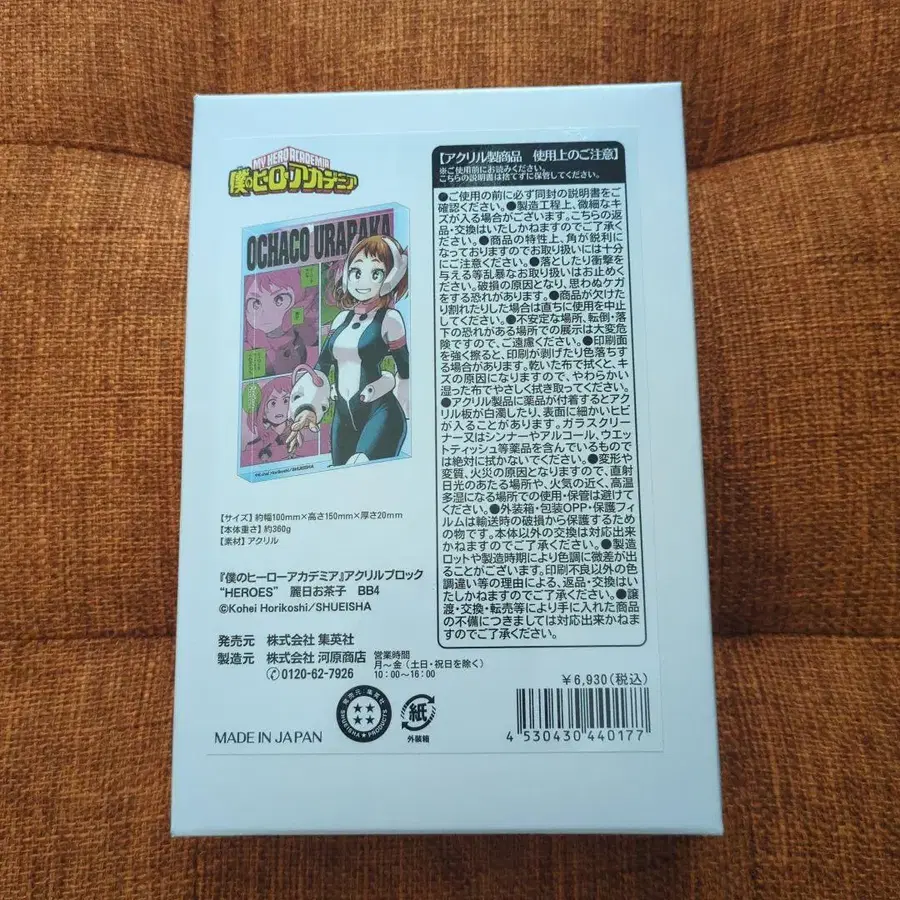 MY HERO ACADEMIA
僕のヒーローアカデミア
OCHACO URARAKA
©Kohei Horikoshi/SHUEISHA
【サイズ】約幅100mm×高さ150mm×厚さ20mm
【本体重さ】約360g
【素材】アクリル
『僕のヒーローアカデミア』アクリルブロック
“HEROES” 麗日お茶子 BB4
©Kohei Horikoshi/SHUEISHA
発売元 株式会社 集英社
製造元 株式会社 河原商店
0120-62-7926
営業時間
月〜金（土日・祝日を除く）
10：00〜16：00
MADE IN JAPAN
発売元 集英社
SHUEISHA★PRODUCTS
紙
外装箱
【アクリル製商品 使用上のご注意】
※ご使用前にお読みください。
こちらの説明書は捨てずに保管してください。
●ご使用の前に必ず同封の説明書をご
確認ください。●製造工程上、微細なキ
ズが入る場合がございます。こちらの返
品・交換はいたしかねますのでご了承く
ださい。●商品の特性上、角が鋭利に
なっておりますのでお取り扱いには十分
にご注意ください。●落としたり衝撃
を与える等乱暴なお取り扱いはお止めく
ださい。破損の原因となり、思わぬケガ
をする恐れがあります。●商品が欠けた
り割れたりした場合は直ちに使用を中止
してください。●不安定な場所、転倒・落
下の恐れがある場所での展示は大変危
険ですので、ご遠慮ください。●印刷面
を強く擦ると、印刷が剥げたり色落ちする
場合があります。乾いた布で拭くと、キ
ズの原因になりますので、やわらかい
湿った布でやさしく拭き取ってください。
●アクリル製品に薬品が付着するとアク
リル板が白濁したり、表面に細かいヒビ
が入ることがあります。ガラスクリー
ナー又はシンナーやアルコール、ウエッ
トティッシュ等薬品を含んでいるもので
は絶対に拭かないでください。●変形や
変質、火災の原因となりますので、直射
日光のあたる場所や、火気の近く、高温
多湿になる場所での使用・保管は避けて
ください。●外装箱・包装OPP・保護フィ
ルムは輸送時の破損から保護するため
の物です。本体以外の交換は対応出来
かねますのでご了承ください。●製造
ロットや製造時期により色調に微差が出
ることがございます。印刷不良以外の色
調違い等の理由による、返品・交換はい
たしかねますのでご了承ください。●譲
渡・交換・転売等により手に入れた商品
の不備につきましては対応出来かねま
すのでご了承ください。
￥6,930(税込)
4 530430 440177